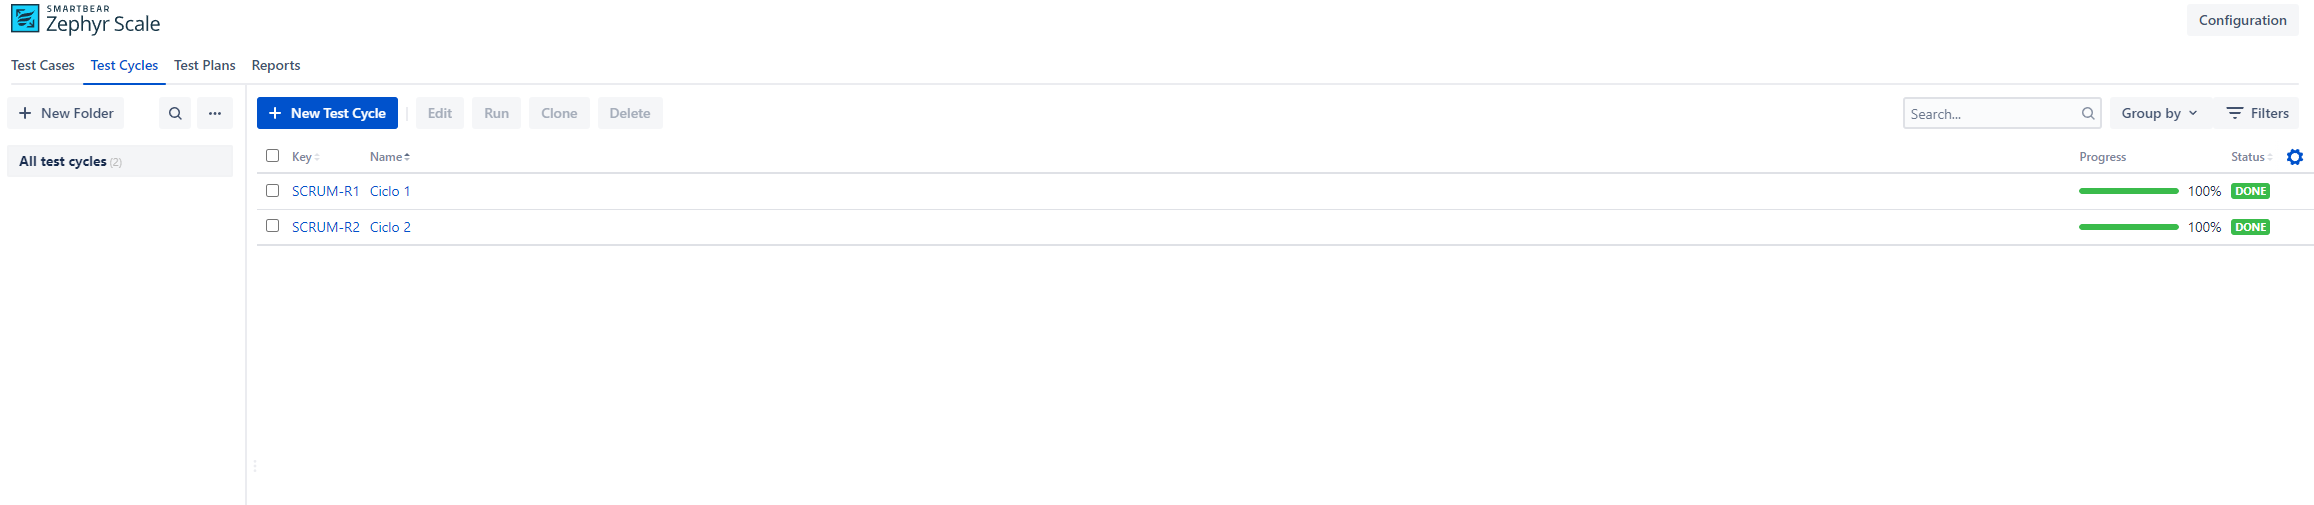 SMARTBEAR
Zephyr Scale
Configuration
Test Cases Test Cycles Test Plans Reports
New Folder
New Test Cycle Edit Run Clone Delete Search... Group by Filters
All test cycles (2)
Key Name Progress Status
SCRUM-R1 Ciclo 1 100% DONE
SCRUM-R2 Ciclo 2 100% DONE